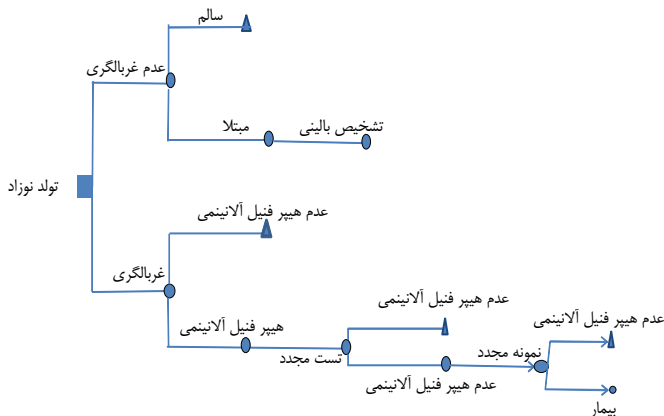 سالم
عدم غربالگری
مبتلا
تشخیص بالینی
تولد نوزاد
عدم هیپر فنیل آلانینمی
غربالگری
هیپر فنیل آلانینمی
تست مجدد
عدم هیپر فنیل آلانینمی
عدم هیپر فنیل آلانینمی
نمونه مجدد
عدم هیپر فنیل آلانینمی
بیمار